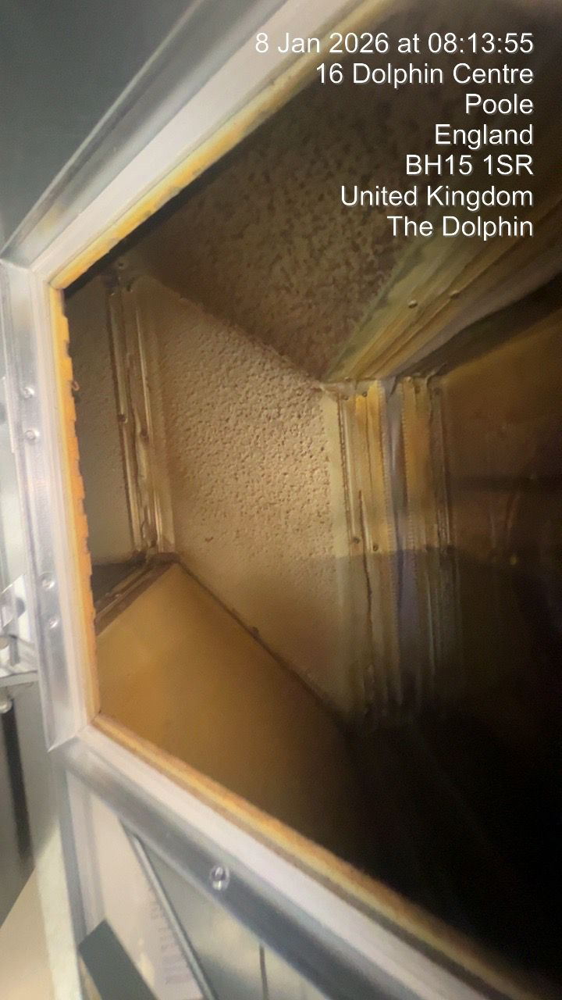 8 Jan 2026 at 08:13:55
16 Dolphin Centre
Poole
England
BH15 1SR
United Kingdom
The Dolphin